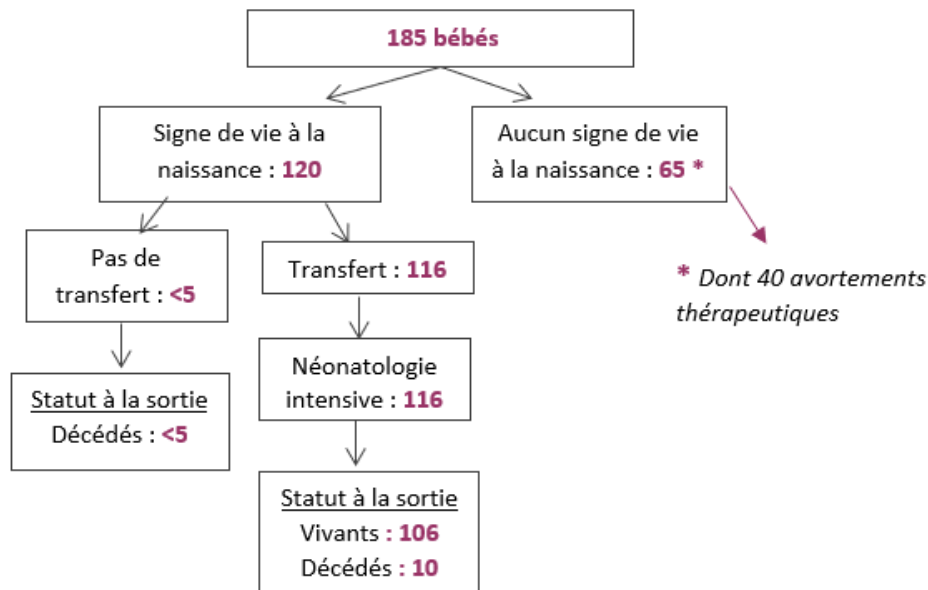 185 bébés
Signe de vie à la
naissance : 120
Aucun signe de vie
à la naissance : 65 *
Pas de
transfert : <5
Transfert : 116
* Dont 40 avortements
thérapeutiques
Néonatologie
intensive : 116
Statut à la sortie
Décédés : <5
Statut à la sortie
Vivants : 106
Décédés : 10